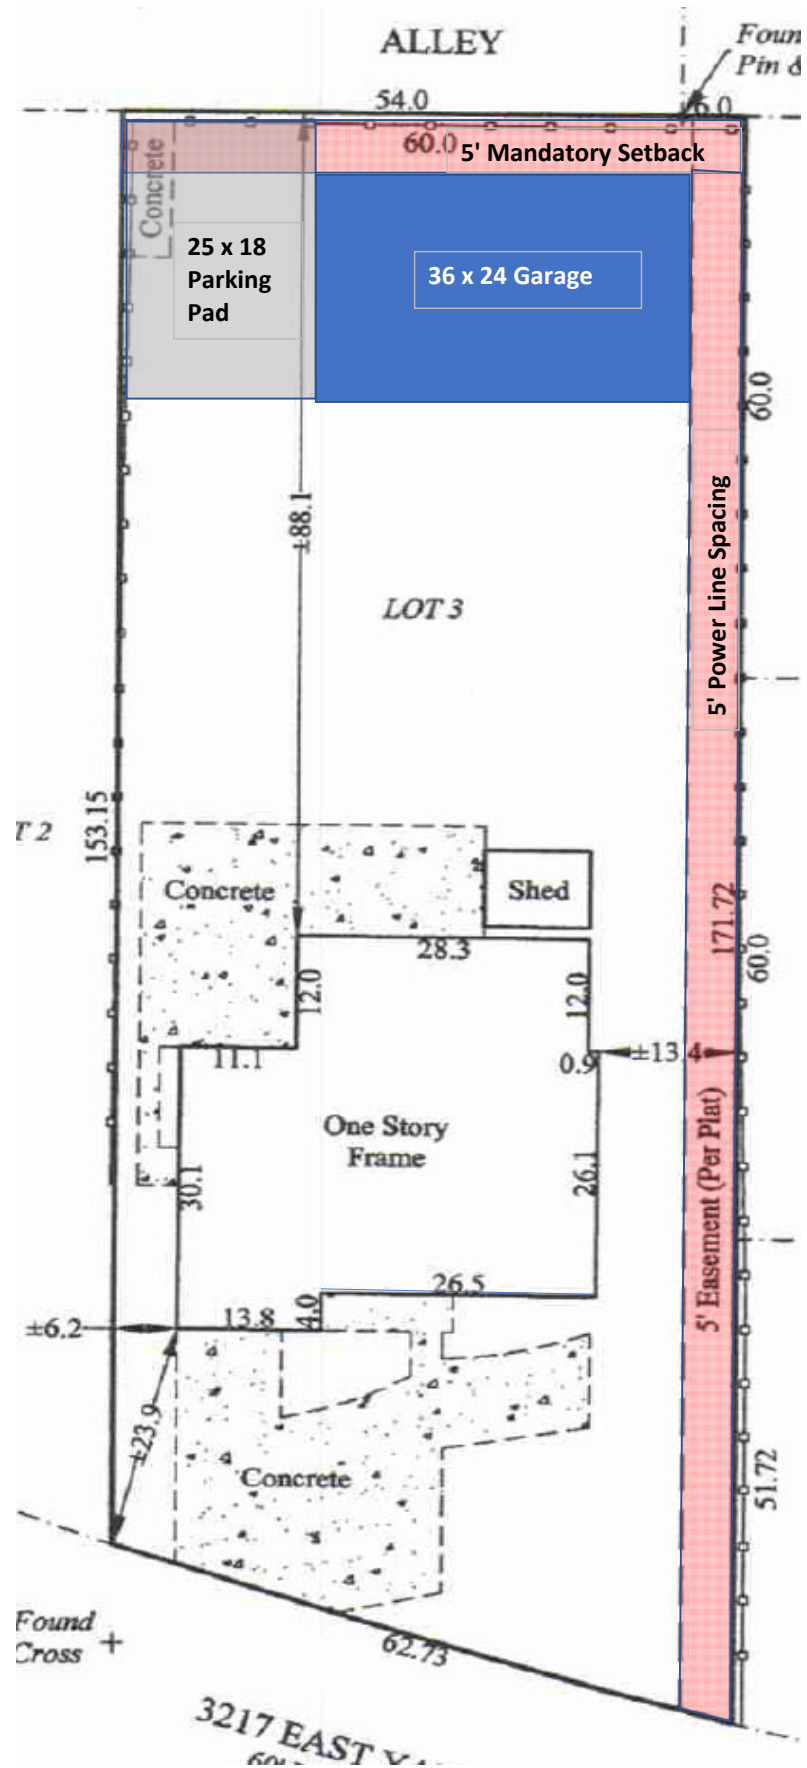 ALLEY
Foun
Pin &
54.0
6.0
60.0
5' Mandatory Setback
Concrete
25 x 18
Parking
Pad
36 x 24 Garage
60.0
±88.1
5' Power Line Spacing
LOT 3
153.15
T 2
Concrete
Shed
171.72
28.3
60.0
12.0
12.0
11.1
0.9
±13.4
One Story
Frame
30.1
26.1
5' Easement (Per Plat)
26.5
±6.2
13.8
4.0
±23.9
Concrete
51.72
Found
Cross
62.73
3217 EAST YA